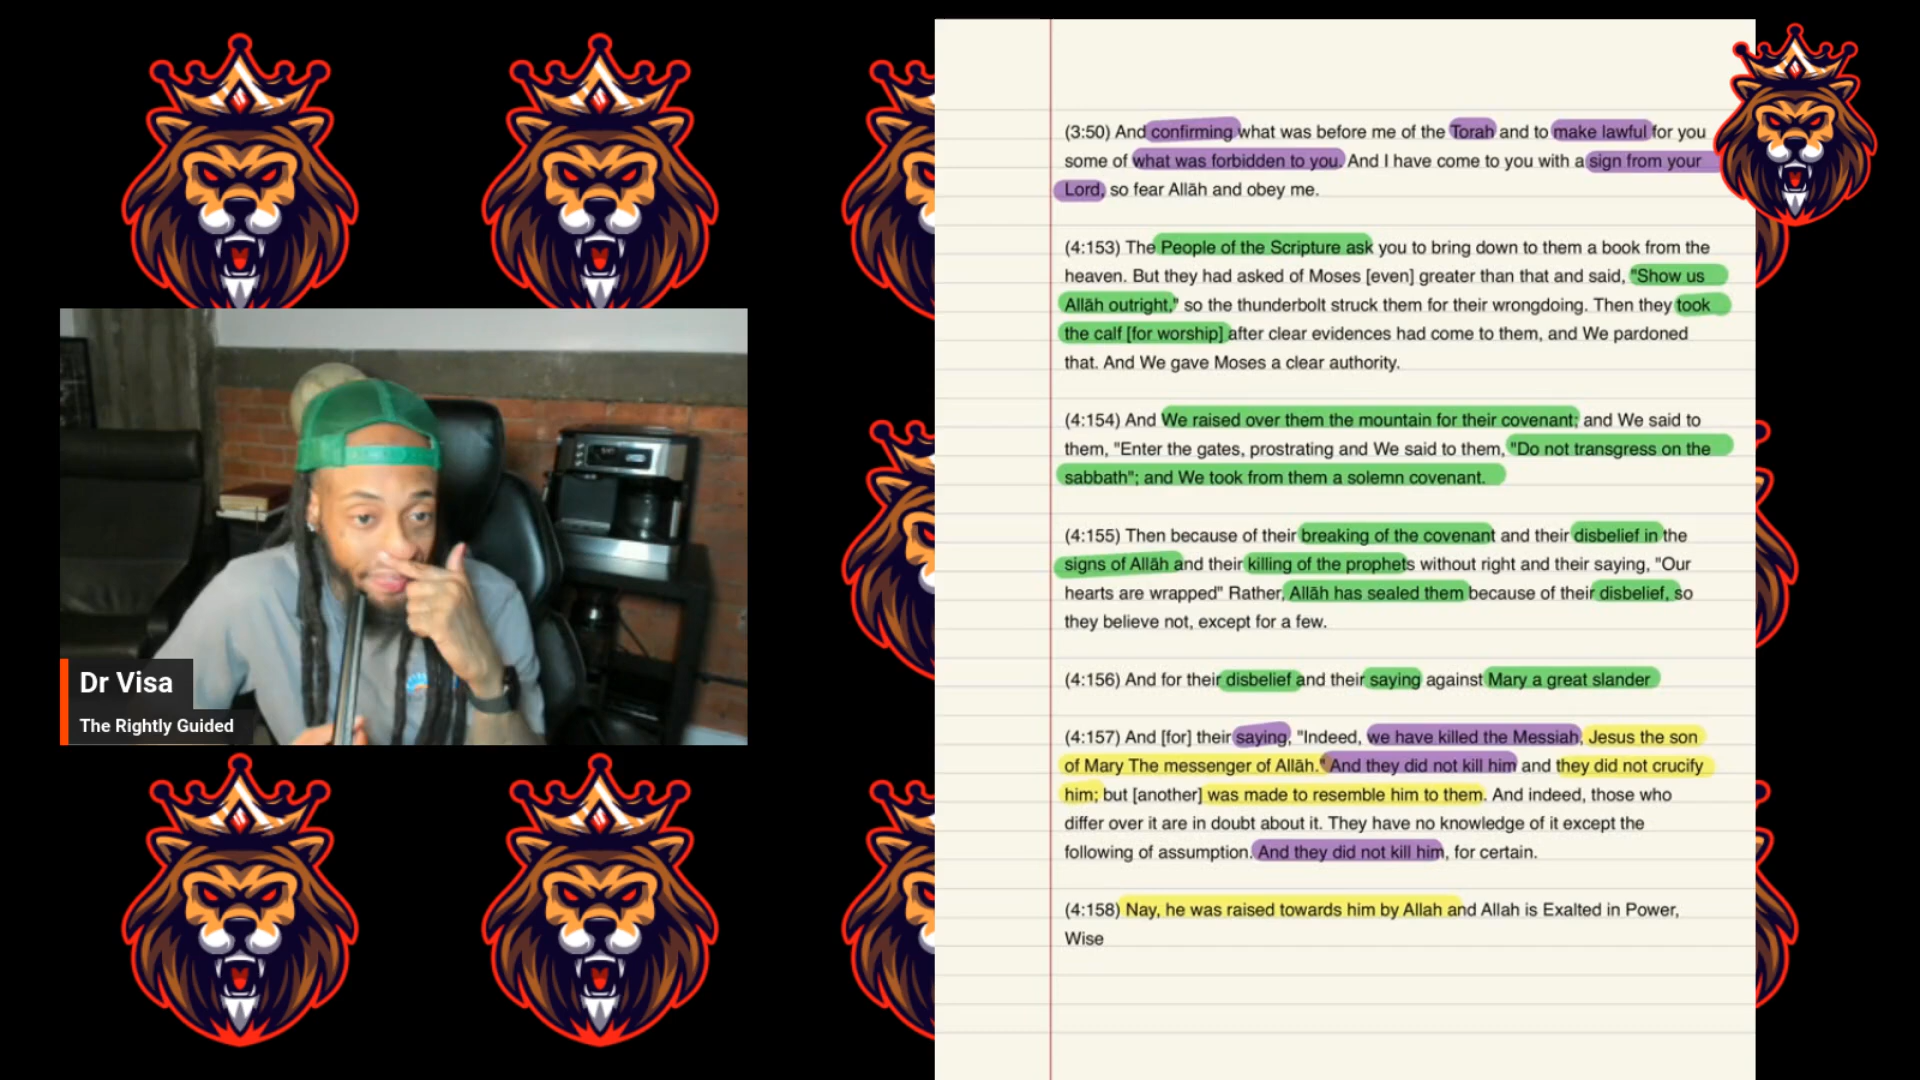 (3:50) And confirming what was before me of the Torah and to make lawful for you
some of what was forbidden to you. And I have come to you with a sign from your
Lord, so fear Allāh and obey me.
(4:153) The People of the Scripture ask you to bring down to them a book from the
heaven. But they had asked of Moses [even] greater than that and said, "Show us
Allāh outright," so the thunderbolt struck them for their wrongdoing. Then they took
the calf [for worship] after clear evidences had come to them, and We pardoned
that. And We gave Moses a clear authority.
(4:154) And We raised over them the mountain for their covenant; and We said to
them, "Enter the gates, prostrating and We said to them, "Do not transgress on the
sabbath"; and We took from them a solemn covenant.
(4:155) Then because of their breaking of the covenant and their disbelief in the
signs of Allāh and their killing of the prophets without right and their saying, "Our
hearts are wrapped" Rather, Allāh has sealed them because of their disbelief, so
they believe not, except for a few.
(4:156) And for their disbelief and their saying against Mary a great slander
(4:157) And [for] their saying, "Indeed, we have killed the Messiah, Jesus the son
of Mary The messenger of Allāh." And they did not kill him and they did not crucify
him; but [another] was made to resemble him to them. And indeed, those who
differ over it are in doubt about it. They have no knowledge of it except the
following of assumption. And they did not kill him, for certain.
(4:158) Nay, he was raised towards him by Allah and Allah is Exalted in Power,
Wise
Dr Visa
The Rightly Guided